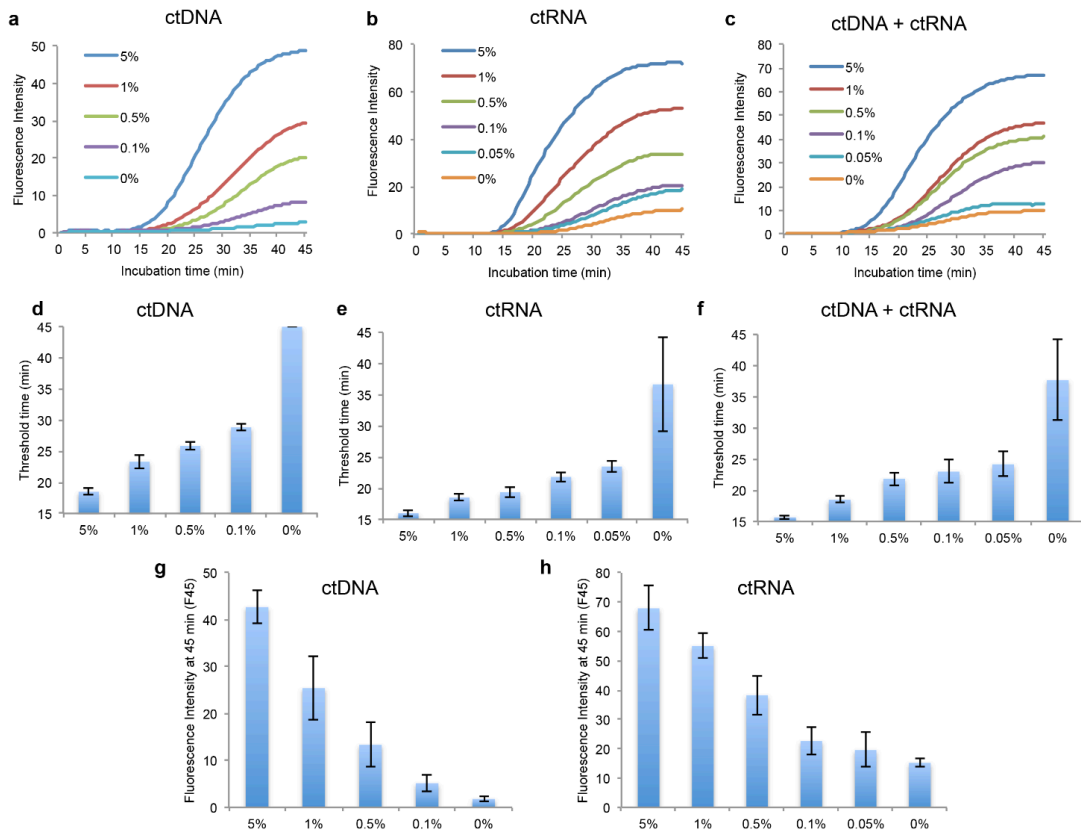 a
ctDNA
Fluorescence Intensity
50
40
30
20
10
0
5%
1%
0.5%
0.1%
0%
0 5 10 15 20 25 30 35 40 45
Incubation time (min)
b
ctRNA
Fluorescence Intensity
80
60
40
20
0
5%
1%
0.5%
0.1%
0.05%
0%
0 5 10 15 20 25 30 35 40 45
Incubation time (min)
c
ctDNA + ctRNA
Fluorescence Intensity
80
70
60
50
40
30
20
10
0
5%
1%
0.5%
0.1%
0.05%
0%
0 5 10 15 20 25 30 35 40 45
Incubation time (min)
d
ctDNA
Threshold time (min)
45
40
35
30
25
20
15
5% 1% 0.5% 0.1% 0%
e
ctRNA
Threshold time (min)
45
40
35
30
25
20
15
5% 1% 0.5% 0.1% 0.05% 0%
f
ctDNA + ctRNA
Threshold time (min)
45
40
35
30
25
20
15
5% 1% 0.5% 0.1% 0.05% 0%
g
ctDNA
Fluorescence Intensity at 45 min (F45)
50
40
30
20
10
0
5% 1% 0.5% 0.1% 0%
h
ctRNA
Fluorescence Intensity at 45 min (F45)
80
70
60
50
40
30
20
10
0
5% 1% 0.5% 0.1% 0.05% 0%